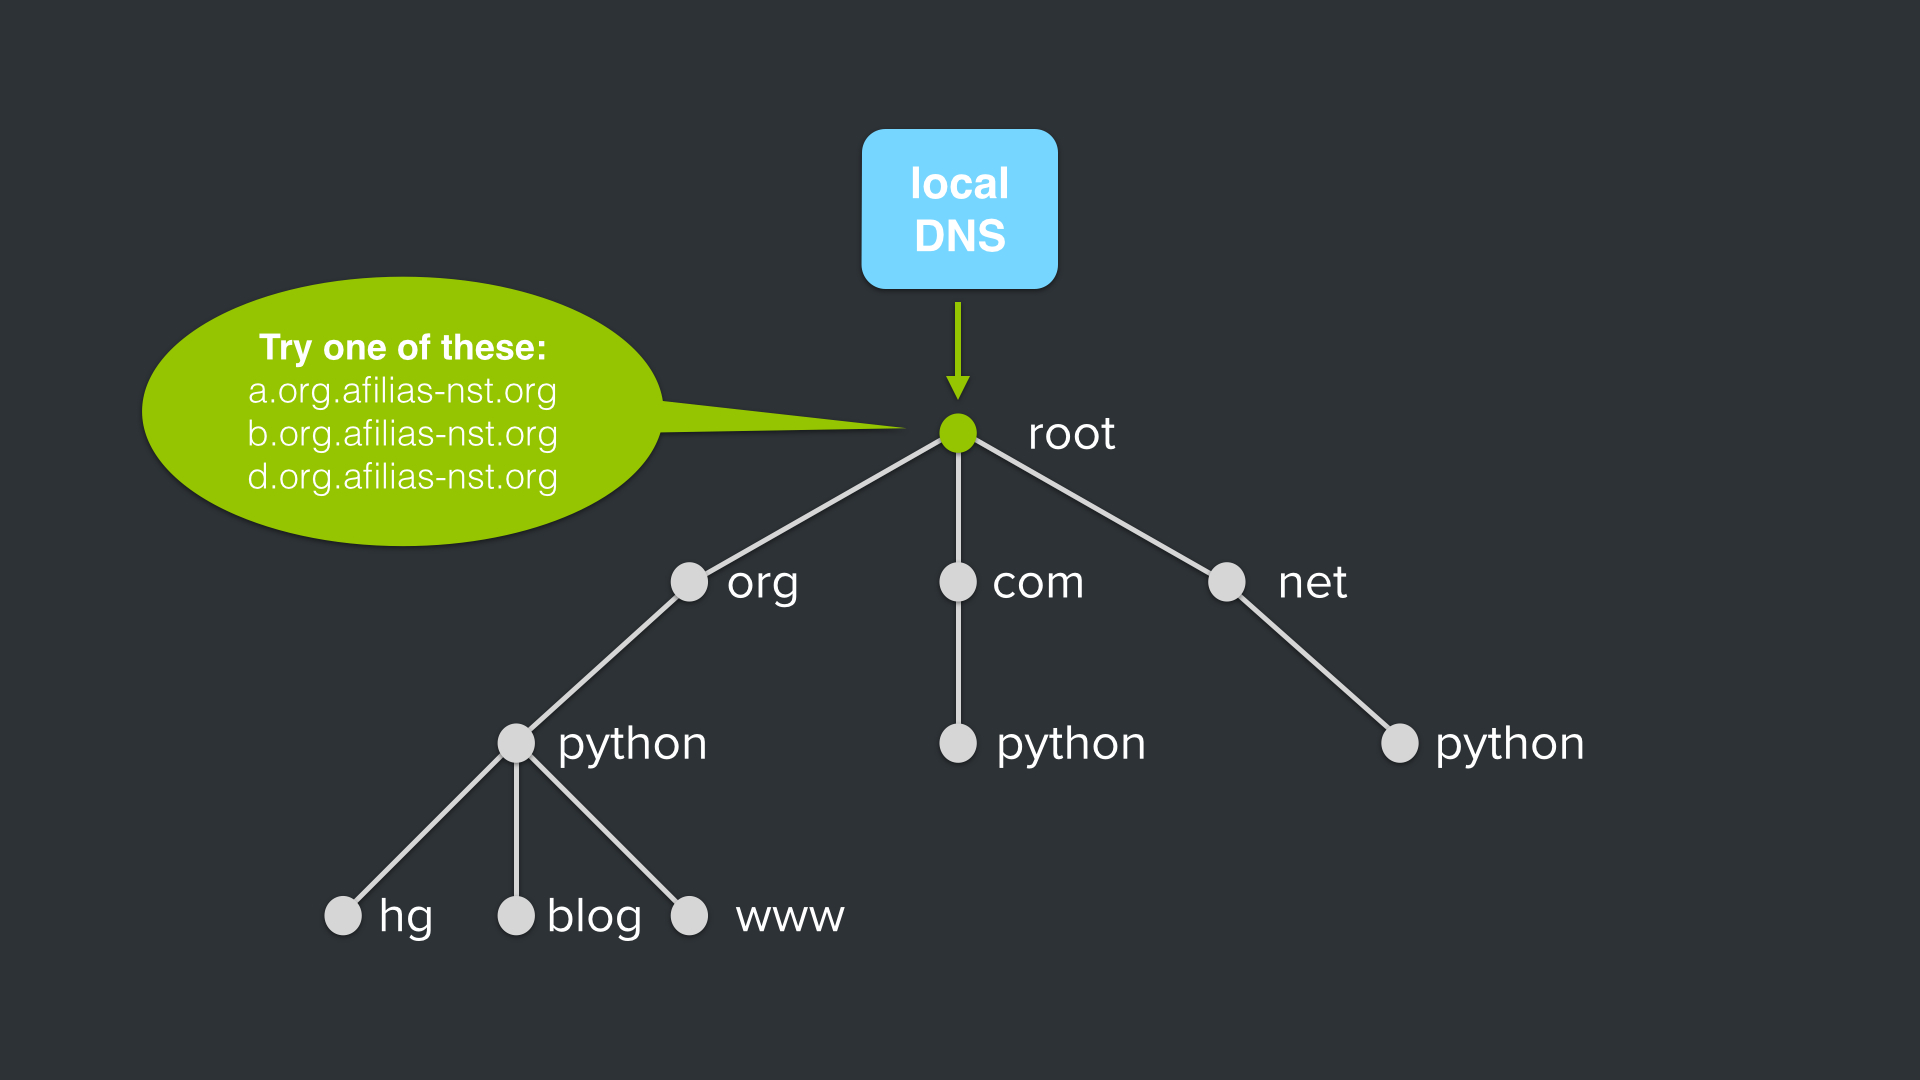 local
DNS
Try one of these:
a.org.afilias-nst.org
b.org.afilias-nst.org
d.org.afilias-nst.org
root
org
com
net
python
python
python
hg
blog
www